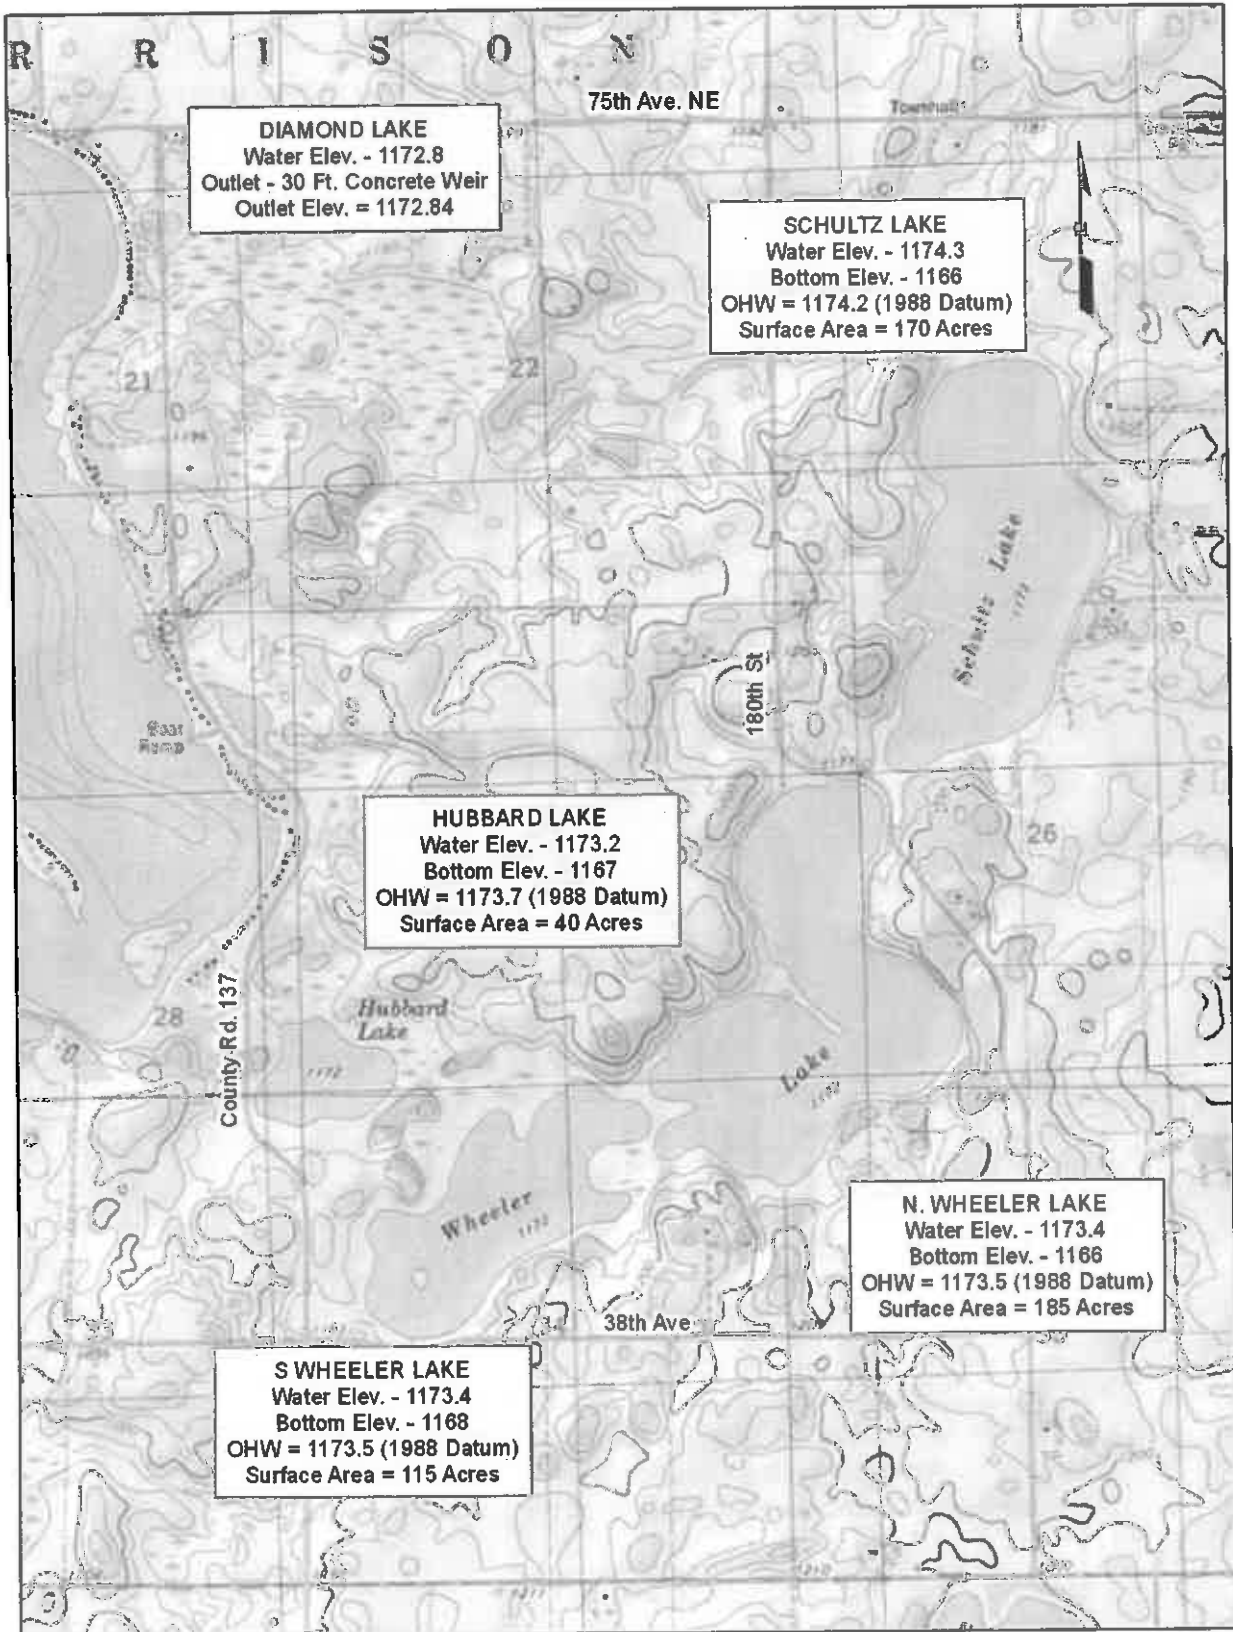 R R I S O N
75th Ave. NE
Townhall
DIAMOND LAKE
Water Elev. - 1172.8
Outlet - 30 Ft. Concrete Weir
Outlet Elev. = 1172.84
SCHULTZ LAKE
Water Elev. - 1174.3
Bottom Elev. - 1166
OHW = 1174.2 (1988 Datum)
Surface Area = 170 Acres
21
22
Schultz Lake
180th St
Boat
Ramp
HUBBARD LAKE
Water Elev. - 1173.2
Bottom Elev. - 1167
OHW = 1173.7 (1988 Datum)
Surface Area = 40 Acres
26
County Rd. 137
28
Hubbard
Lake
1172
Lake
Wheeler
N. WHEELER LAKE
Water Elev. - 1173.4
Bottom Elev. - 1166
OHW = 1173.5 (1988 Datum)
Surface Area = 185 Acres
38th Ave
S WHEELER LAKE
Water Elev. - 1173.4
Bottom Elev. - 1168
OHW = 1173.5 (1988 Datum)
Surface Area = 115 Acres